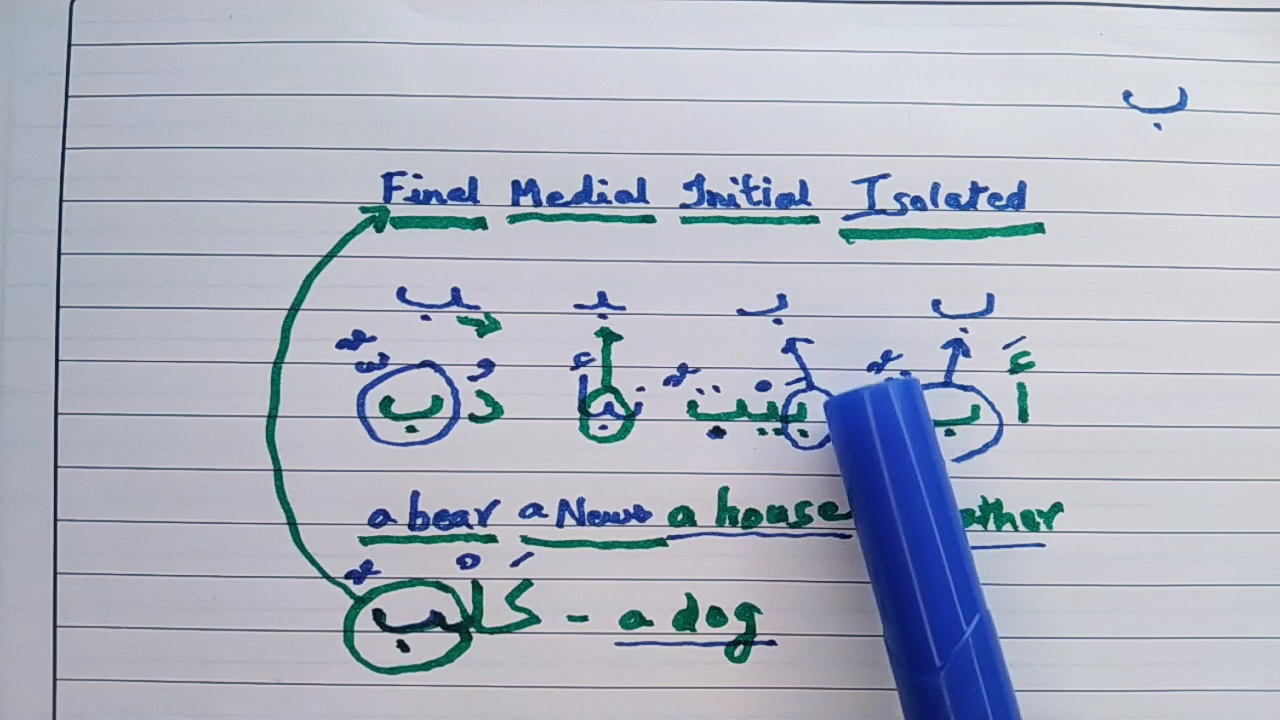 ب
Final Medial Initial Isolated
ب بـ ـبـ ـب
أَبٌ بَيْتٌ نَبَأ دُبٌّ
a bear a News a house
كَلْبٌ - a dog